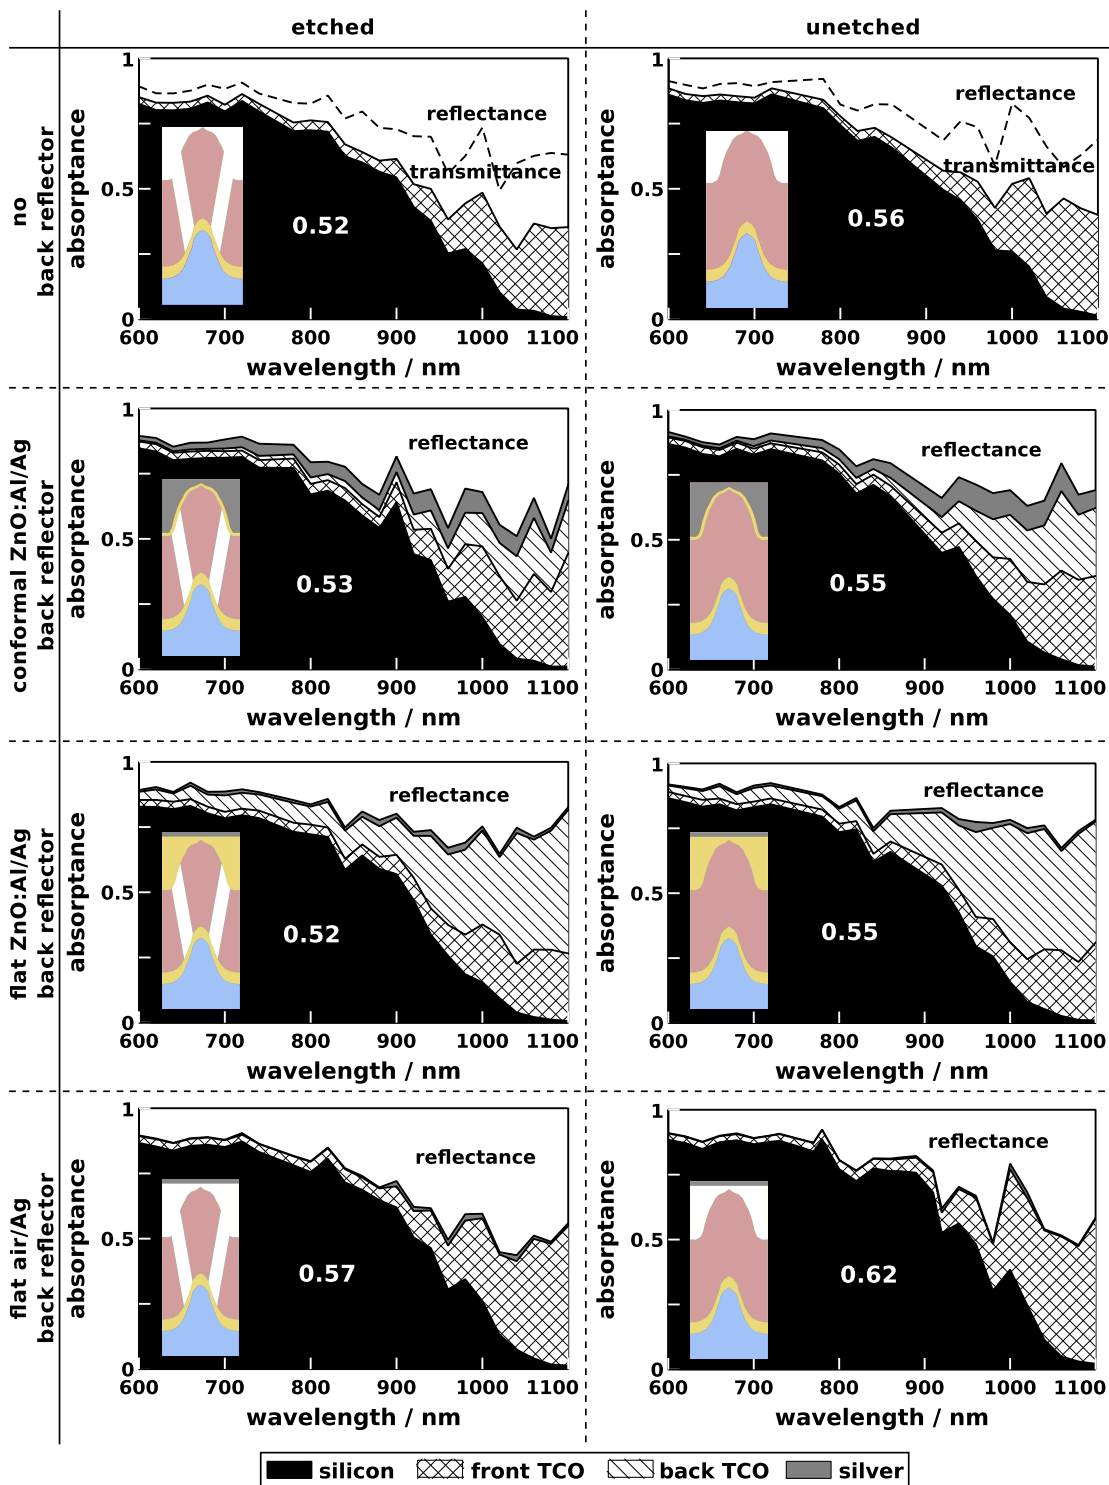 etched
unetched
no
back reflector
absorptance
1
0.5
0
reflectance
transmittance
0.52
600 700 800 900 1000 1100
wavelength / nm
absorptance
1
0.5
0
reflectance
transmittance
0.56
600 700 800 900 1000 1100
wavelength / nm
conformal ZnO:Al/Ag
back reflector
absorptance
1
0.5
0
reflectance
0.53
600 700 800 900 1000 1100
wavelength / nm
absorptance
1
0.5
0
reflectance
0.55
600 700 800 900 1000 1100
wavelength / nm
flat ZnO:Al/Ag
back reflector
absorptance
1
0.5
0
reflectance
0.52
600 700 800 900 1000 1100
wavelength / nm
absorptance
1
0.5
0
reflectance
0.55
600 700 800 900 1000 1100
wavelength / nm
flat air/Ag
back reflector
absorptance
1
0.5
0
reflectance
0.57
600 700 800 900 1000 1100
wavelength / nm
absorptance
1
0.5
0
reflectance
0.62
600 700 800 900 1000 1100
wavelength / nm
silicon front TCO back TCO silver